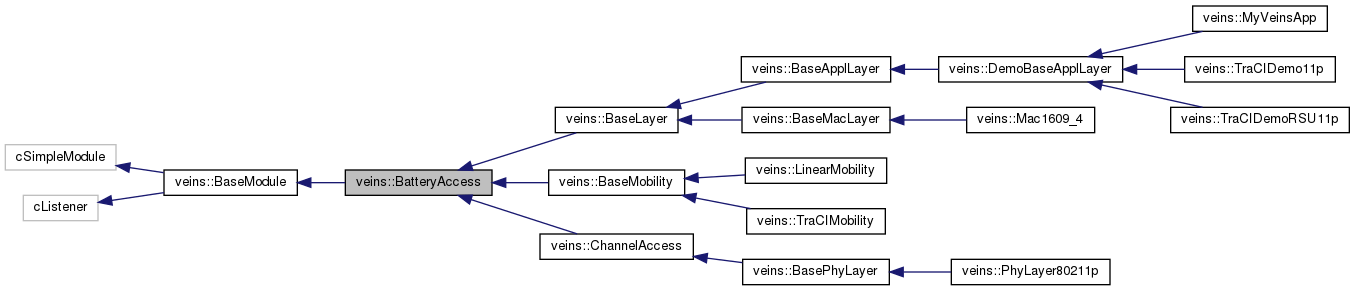 veins::MyVeinsApp
veins::BaseApplLayer
veins::DemoBaseApplLayer
veins::TraCIDemo11p
veins::BaseLayer
veins::BaseMacLayer
veins::Mac1609_4
veins::TraCIDemoRSU11p
cSimpleModule
veins::LinearMobility
veins::BaseModule
veins::BatteryAccess
veins::BaseMobility
cListener
veins::TraCIMobility
veins::ChannelAccess
veins::BasePhyLayer
veins::PhyLayer80211p